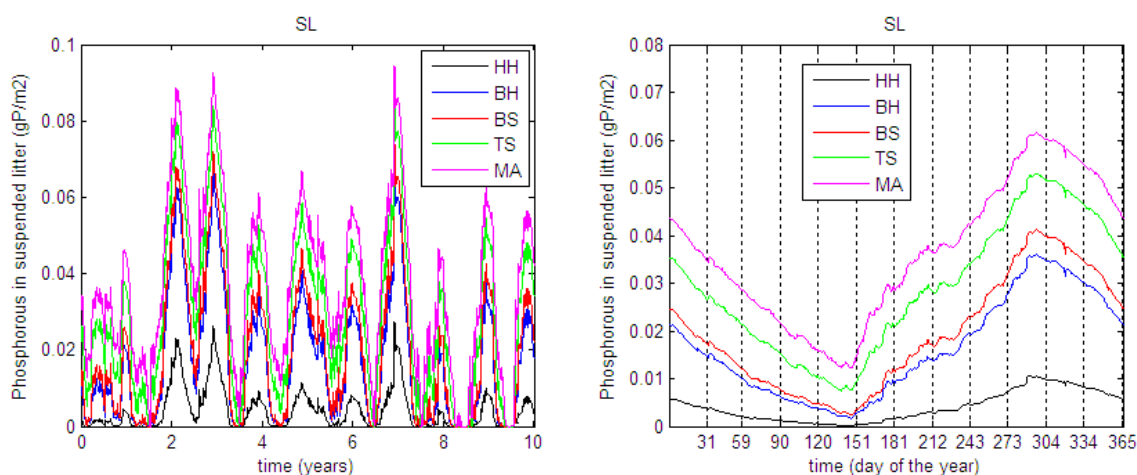 SL
Phosphorous in suspended litter (gP/m2)
0.1
0.08
0.06
0.04
0.02
0
HH
BH
BS
TS
MA
0 2 4 6 8 10
time (years)
SL
Phosphorous in suspended litter (gP/m2)
0.08
0.07
0.06
0.05
0.04
0.03
0.02
0.01
0
HH
BH
BS
TS
MA
31 59 90 120 151 181 212 243 273 304 334 365
time (day of the year)